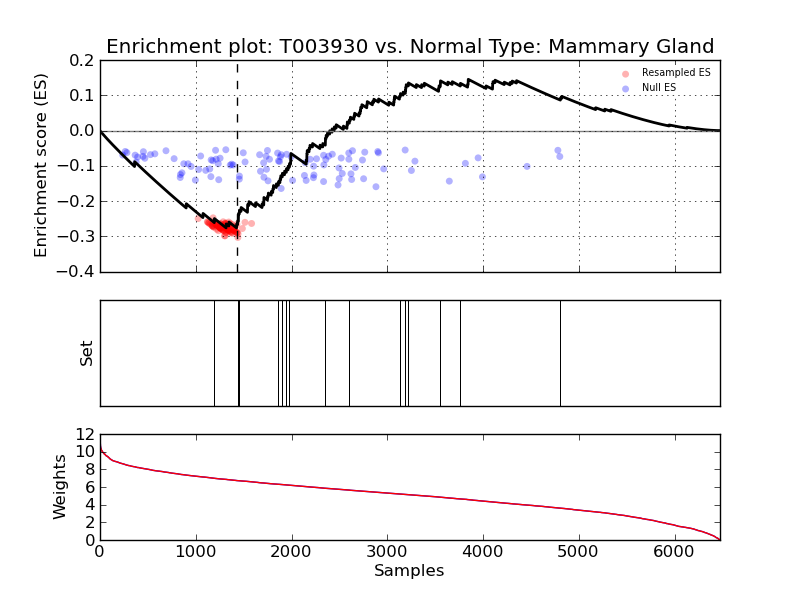 Enrichment plot: T003930 vs. Normal Type: Mammary Gland
0.2
0.1
0.0
−0.1
−0.2
−0.3
−0.4
Enrichment score (ES)
Resampled ES
Null ES
Set
12
10
8
6
4
2
0
Weights
0 1000 2000 3000 4000 5000 6000
Samples